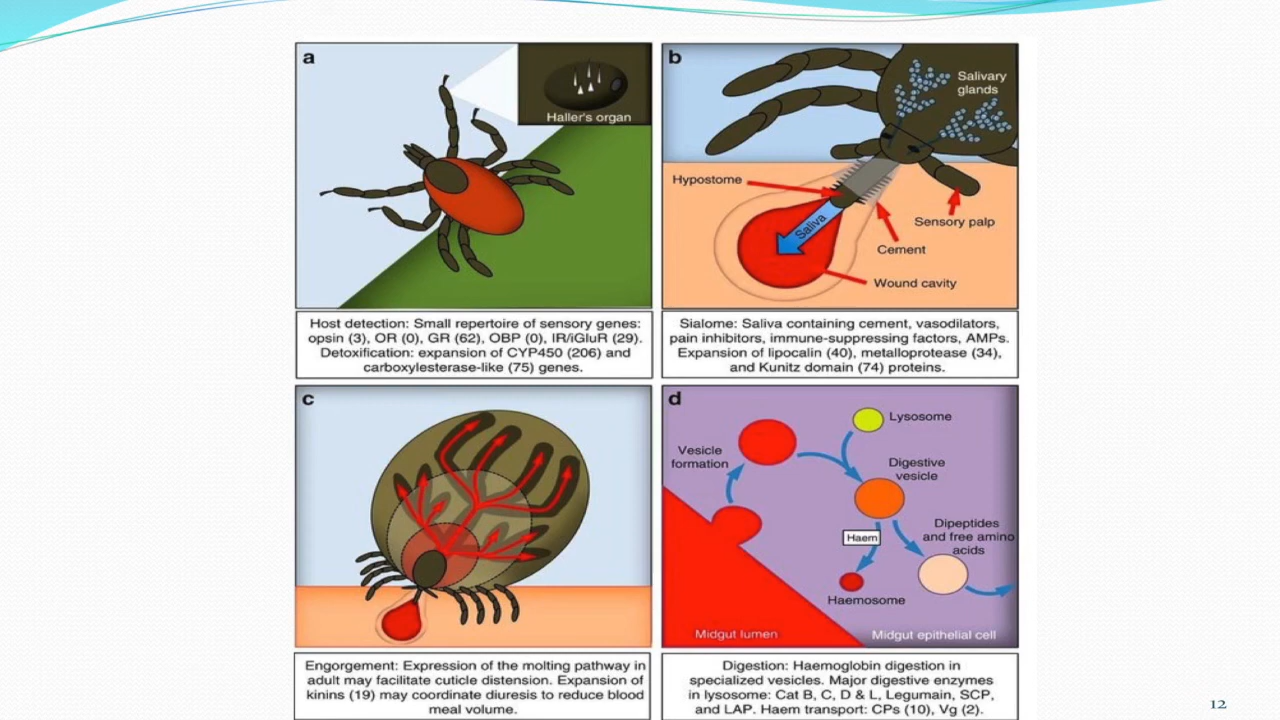 a
Haller's organ
Host detection: Small repertoire of sensory genes:
opsin (3), OR (0), GR (62), OBP (0), IR/iGluR (29).
Detoxification: expansion of CYP450 (206) and
carboxylesterase-like (75) genes.
b
Salivary
glands
Hypostome
Saliva
Sensory palp
Cement
Wound cavity
Sialome: Saliva containing cement, vasodilators,
pain inhibitors, immune-suppressing factors, AMPs.
Expansion of lipocalin (40), metalloprotease (34),
and Kunitz domain (74) proteins.
c
Engorgement: Expression of the molting pathway in
adult may facilitate cuticle distension. Expansion of
kinins (19) may coordinate diuresis to reduce blood
meal volume.
d
Lysosome
Vesicle
formation
Digestive
vesicle
Dipeptides
and free amino
acids
Haem
Haemosome
Midgut lumen
Midgut epithelial cell
Digestion: Haemoglobin digestion in
specialized vesicles. Major digestive enzymes
in lysosome: Cat B, C, D & L, Legumain, SCP,
and LAP. Haem transport: CPs (10), Vg (2).
12